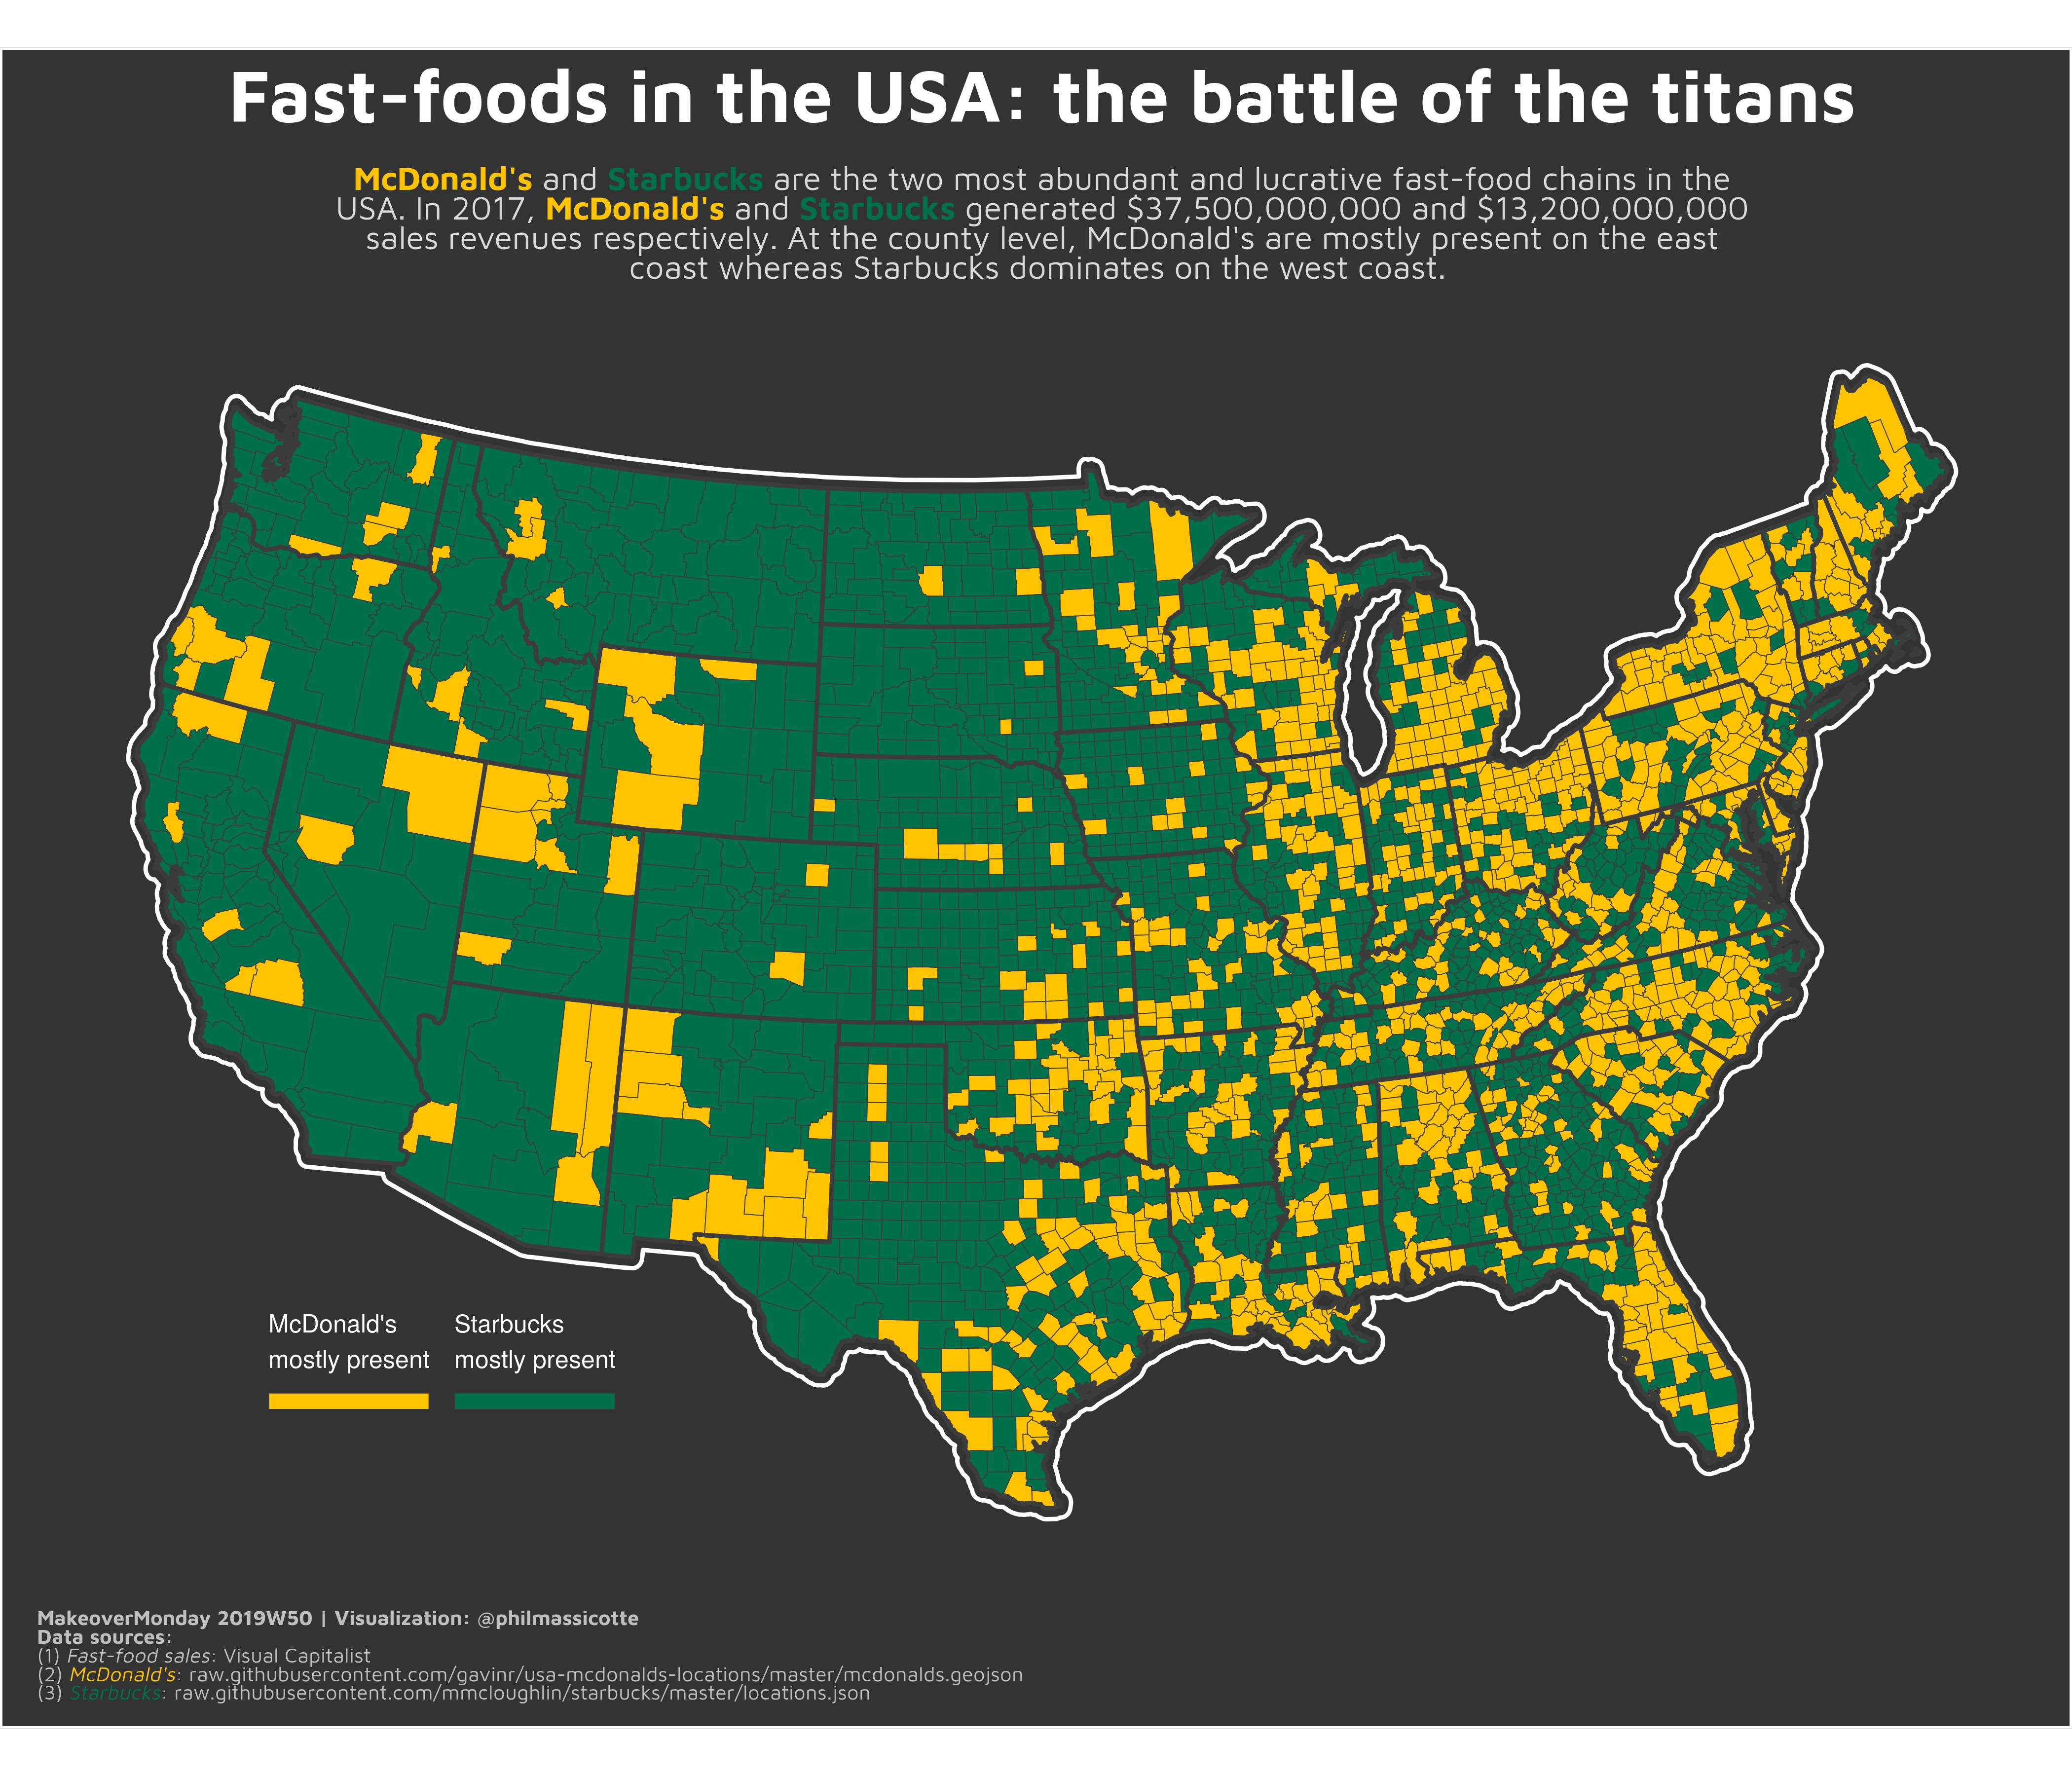 Fast-foods in the USA: the battle of the titans
McDonald's and Starbucks are the two most abundant and lucrative fast-food chains in the
USA. In 2017, McDonald's and Starbucks generated $37,500,000,000 and $13,200,000,000
sales revenues respectively. At the county level, McDonald's are mostly present on the east
coast whereas Starbucks dominates on the west coast.
McDonald's
mostly present
Starbucks
mostly present
MakeoverMonday 2019W50 | Visualization: @philmassicotte
Data sources:
(1) Fast-food sales: Visual Capitalist
(2) McDonald's: raw.githubusercontent.com/gavinr/usa-mcdonalds-locations/master/mcdonalds.geojson
(3) Starbucks: raw.githubusercontent.com/mmcloughlin/starbucks/master/locations.json